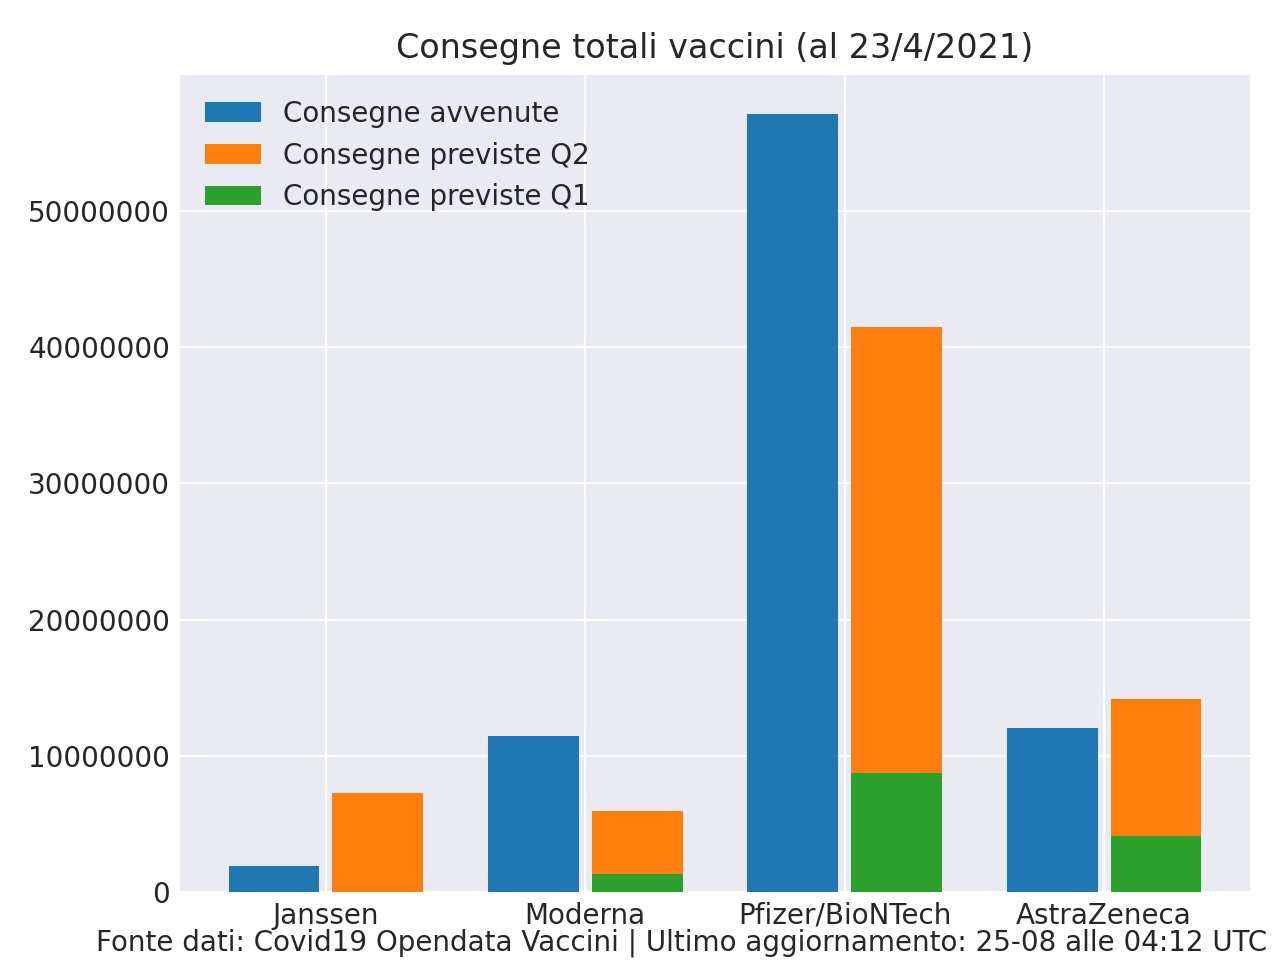 Consegne totali vaccini (al 23/4/2021)
Consegne avvenute
Consegne previste Q2
Consegne previste Q1
50000000
40000000
30000000
20000000
10000000
0
Janssen Moderna Pfizer/BioNTech AstraZeneca
Fonte dati: Covid19 Opendata Vaccini | Ultimo aggiornamento: 25-08 alle 04:12 UTC